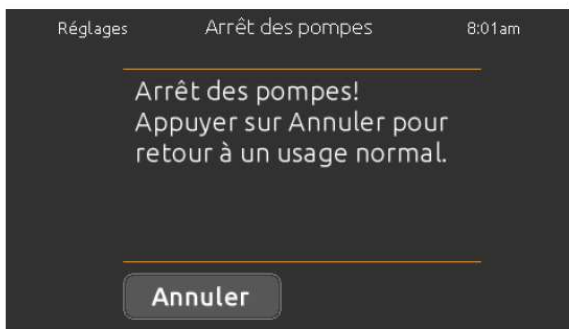 Réglages Arrêt des pompes 8:01am
Arrêt des pompes!
Appuyer sur Annuler pour
retour à un usage normal.
Annuler